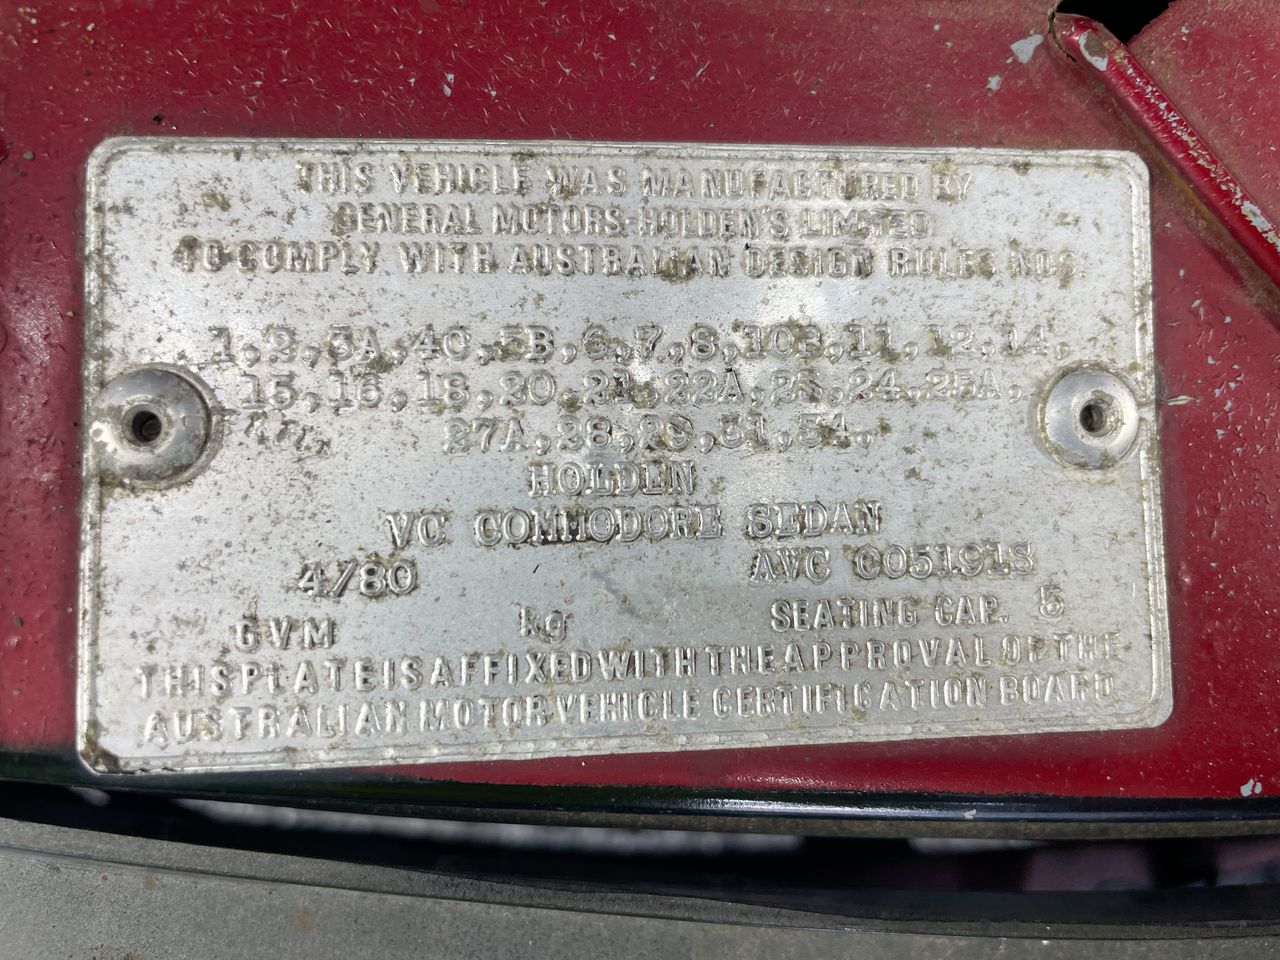 THIS VEHICLE WAS MANUFACTURED BY
GENERAL MOTORS-HOLDEN'S LIMITED
TO COMPLY WITH AUSTRALIAN DESIGN RULES NOS.
1,2,3A,4C,5B,6,7,8,10B,11,12,14,
15,16,18,20,21,22A,23,24,25A,
27A,28,29,31,34,
HOLDEN
VC COMMODORE SEDAN
4/80 AVC C05191S
GVM kg SEATING CAP. 5
THIS PLATE IS AFFIXED WITH THE APPROVAL OF THE
AUSTRALIAN MOTOR VEHICLE CERTIFICATION BOARD